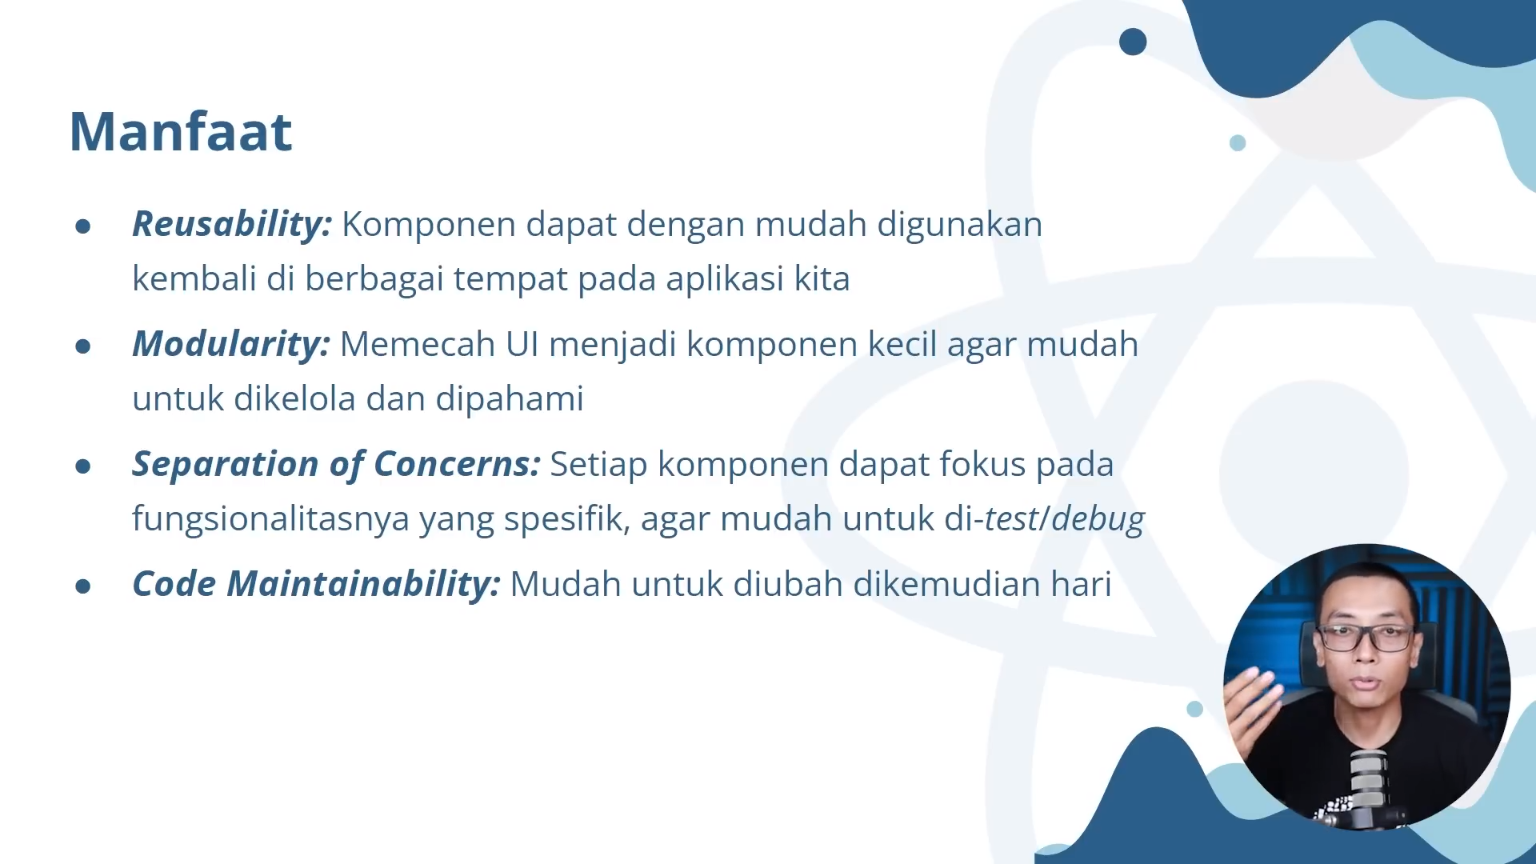 Manfaat
● Reusability: Komponen dapat dengan mudah digunakan
kembali di berbagai tempat pada aplikasi kita
● Modularity: Memecah UI menjadi komponen kecil agar mudah
untuk dikelola dan dipahami
● Separation of Concerns: Setiap komponen dapat fokus pada
fungsionalitasnya yang spesifik, agar mudah untuk di-test/debug
● Code Maintainability: Mudah untuk diubah dikemudian hari